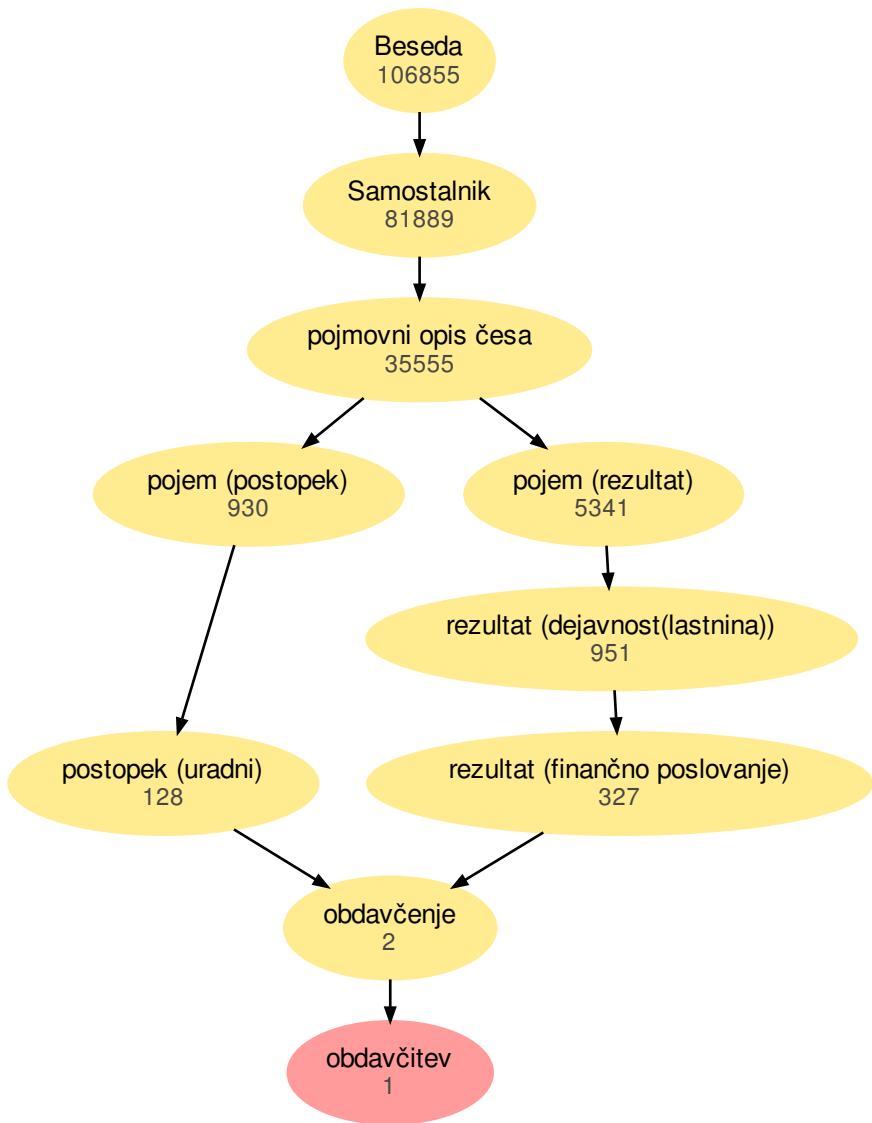 Beseda
106855
Samostalnik
81889
pojmovni opis česa
35555
pojem (postopek)
930
pojem (rezultat)
5341
rezultat (dejavnost(lastnina))
951
postopek (uradni)
128
rezultat (finančno poslovanje)
327
obdavčenje
2
obdavčitev
1